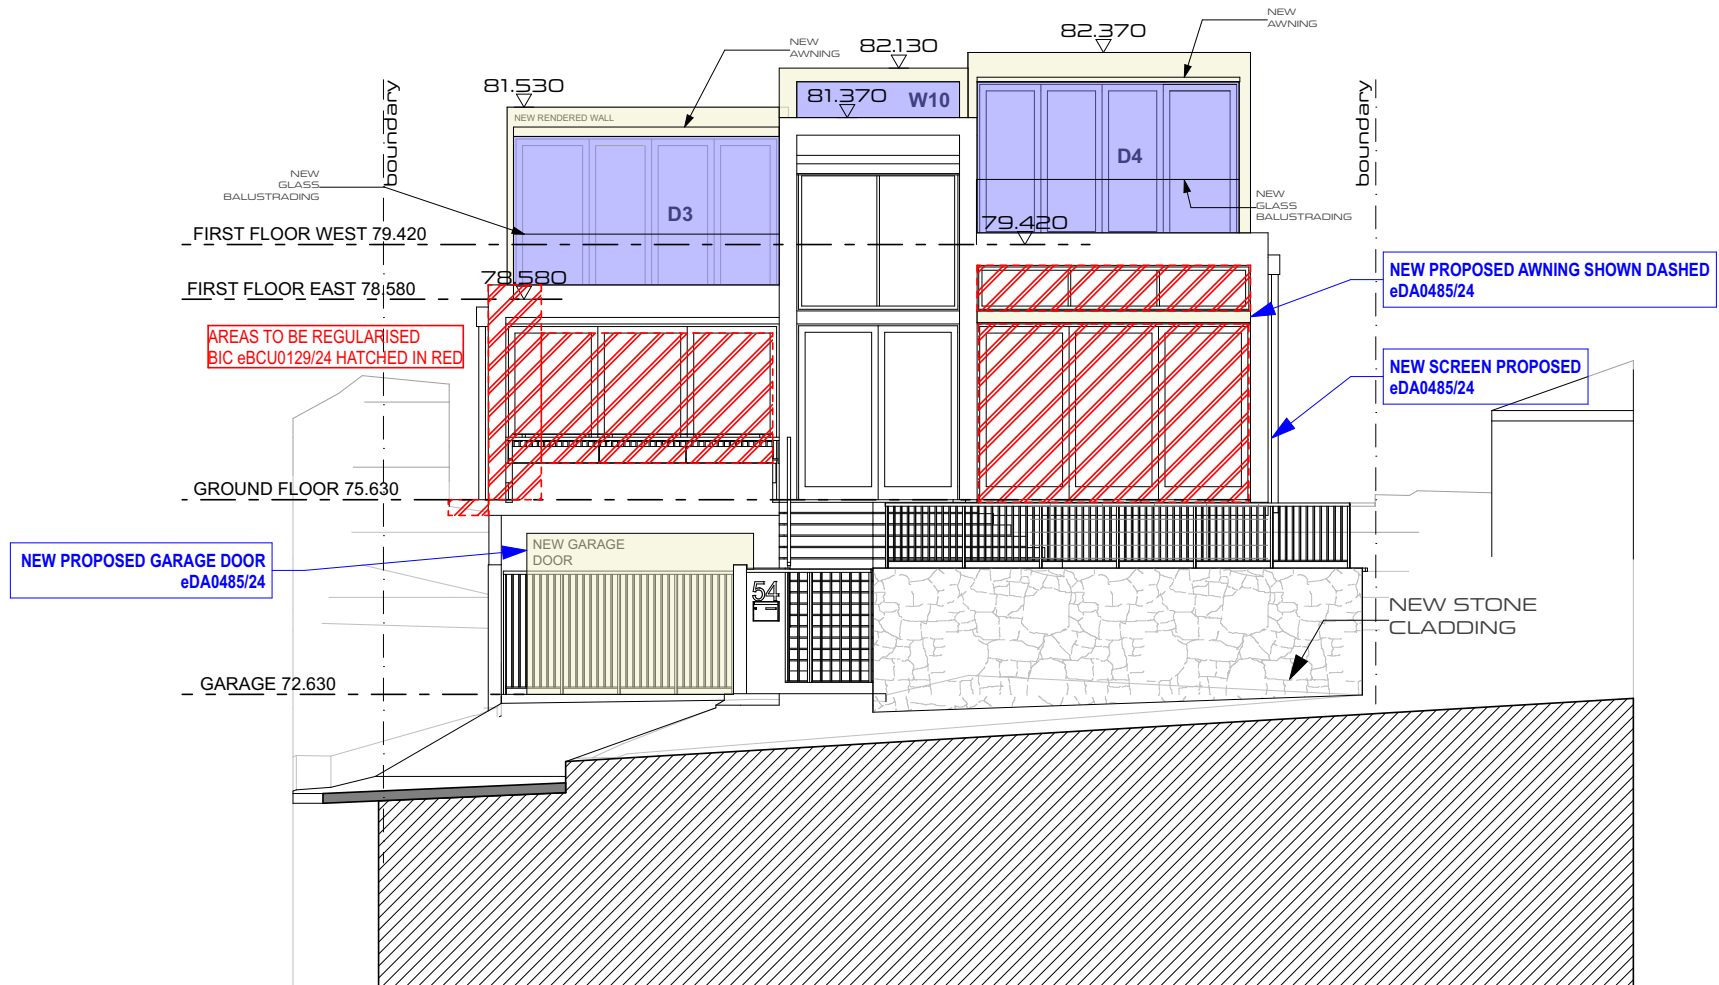 NEW
AWNING
82.370
NEW
AWNING
82.130
81.530
81.370
W10
NEW RENDERED WALL
boundary
boundary
D4
NEW
GLASS
BALUSTRADING
NEW
GLASS
BALUSTRADING
D3
79.420
FIRST FLOOR WEST 79.420
78.580
FIRST FLOOR EAST 78.580
NEW PROPOSED AWNING SHOWN DASHED
eDA0485/24
AREAS TO BE REGULARISED
BIC eBCU0129/24 HATCHED IN RED
NEW SCREEN PROPOSED
eDA0485/24
GROUND FLOOR 75.630
NEW PROPOSED GARAGE DOOR
eDA0485/24
NEW GARAGE
DOOR
54
NEW STONE
CLADDING
GARAGE 72.630